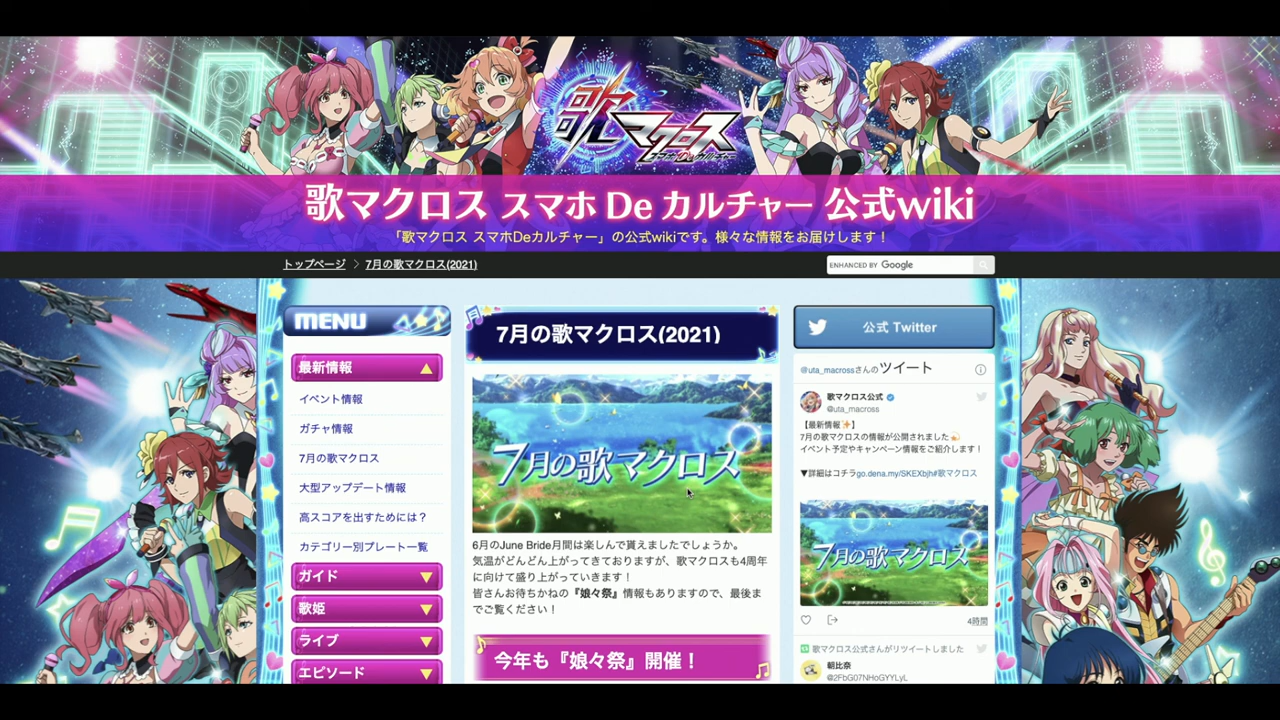 歌マクロス
スマホDeカルチャー
歌マクロス スマホ De カルチャー 公式wiki
「歌マクロス スマホDeカルチャー」の公式wikiです。様々な情報をお届けします！
トップページ > 7月の歌マクロス(2021)
ENHANCED BY Google
MENU
最新情報
イベント情報
ガチャ情報
7月の歌マクロス
大型アップデート情報
高スコアを出すためには？
カテゴリー別プレート一覧
ガイド
歌姫
ライブ
エピソード
7月の歌マクロス(2021)
7月の歌マクロス
6月のJune Bride月間は楽しんで貰えましたでしょうか。
気温がどんどん上がってきておりますが、歌マクロスも4周年
に向けて盛り上がっていきます！
皆さんお待ちかねの『娘々祭』情報もありますので、最後ま
でご覧ください！
今年も『娘々祭』開催！
公式 Twitter
@uta_macrossさんのツイート
歌マクロス公式
@uta_macross
【最新情報✨】
7月の歌マクロスの情報が公開されました💫
イベント予定やキャンペーン情報をご紹介します！
▼詳細はコチラgo.dena.my/SKEXbjh#歌マクロス
7月の歌マクロス
4時間
歌マクロス公式さんがリツイートしました
朝比奈
@2FbG07NHoGYYLyL